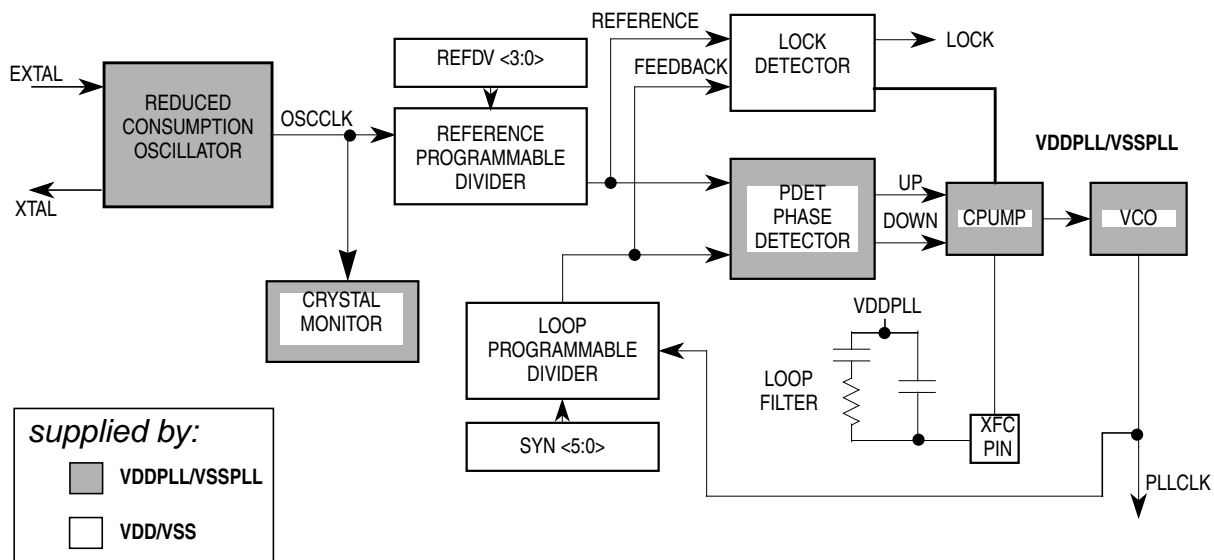 REFERENCE
REFDV <3:0>
LOCK
DETECTOR
LOCK
FEEDBACK
EXTAL
REDUCED
CONSUMPTION
OSCILLATOR
OSCCLK
REFERENCE
PROGRAMMABLE
DIVIDER
VDDPLL/VSSPLL
XTAL
PDET
PHASE
DETECTOR
UP
DOWN
CPUMP
VCO
CRYSTAL
MONITOR
LOOP
PROGRAMMABLE
DIVIDER
VDDPLL
LOOP
FILTER
XFC
PIN
SYN <5:0>
PLLCLK
supplied by:
VDDPLL/VSSPLL
VDD/VSS